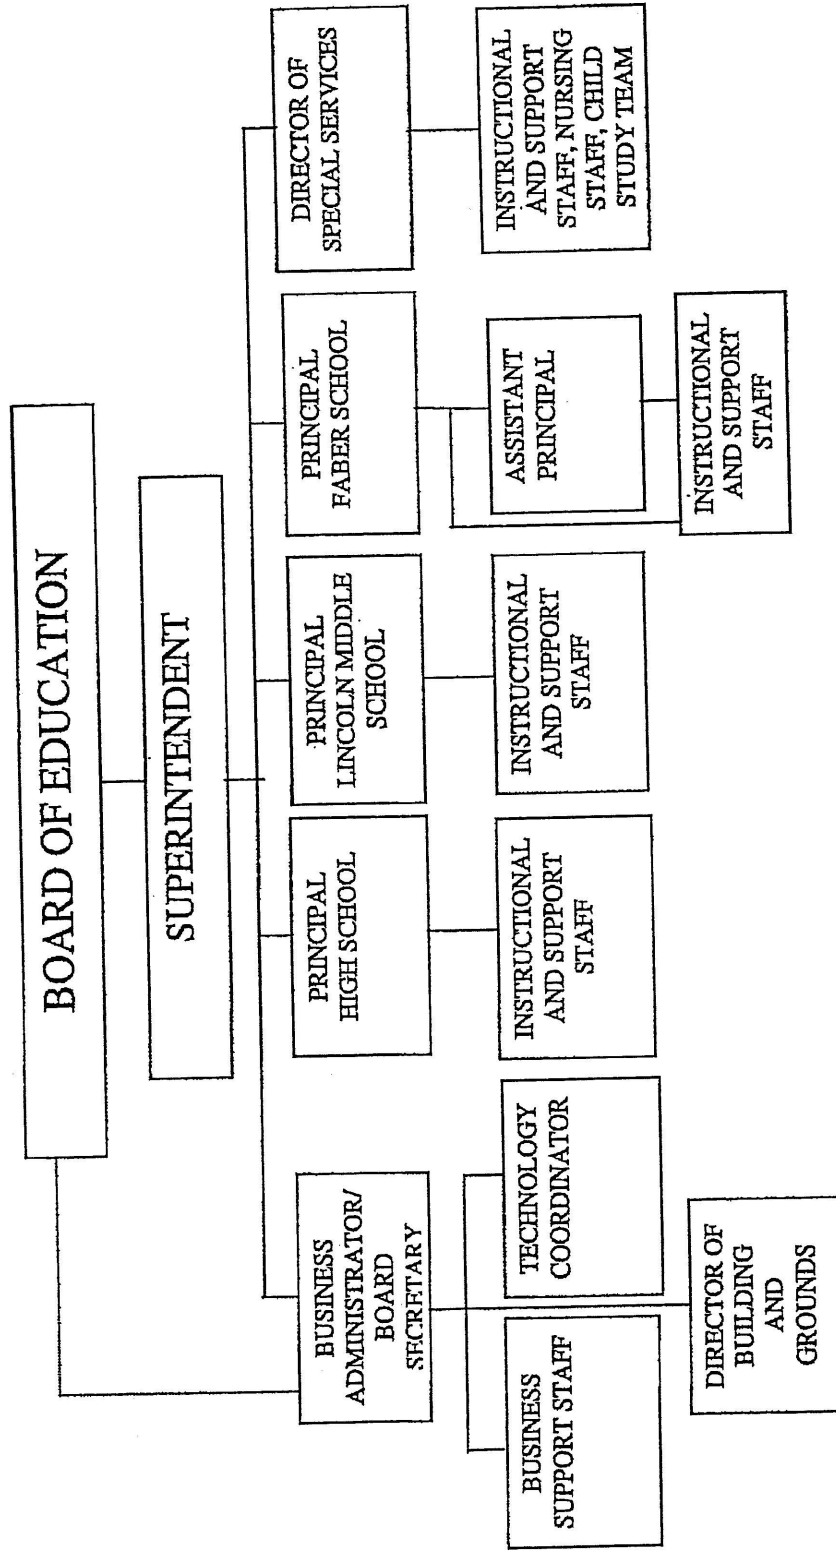 BOARD OF EDUCATION
SUPERINTENDENT
BUSINESS
ADMINISTRATOR/
BOARD
SECRETARY
PRINCIPAL
HIGH SCHOOL
PRINCIPAL
LINCOLN MIDDLE
SCHOOL
PRINCIPAL
FABER SCHOOL
DIRECTOR OF
SPECIAL SERVICES
BUSINESS
SUPPORT STAFF
TECHNOLOGY
COORDINATOR
INSTRUCTIONAL
AND SUPPORT
STAFF
INSTRUCTIONAL
AND SUPPORT
STAFF
ASSISTANT
PRINCIPAL
INSTRUCTIONAL
AND SUPPORT
STAFF, NURSING
STAFF, CHILD
STUDY TEAM
DIRECTOR OF
BUILDING
AND
GROUNDS
INSTRUCTIONAL
AND SUPPORT
STAFF